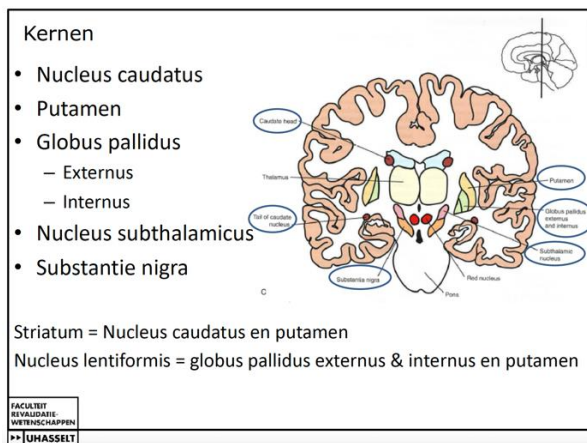 Kernen
• Nucleus caudatus
• Putamen
• Globus pallidus
– Externus
– Internus
• Nucleus subthalamicus
• Substantie nigra
Caudate head
Thalamus
Tail of caudate
nucleus
Substantia nigra
C
Putamen
Globus pallidus
externus
and internus
Subthalamic
nucleus
Red nucleus
Pons
Striatum = Nucleus caudatus en putamen
Nucleus lentiformis = globus pallidus externus & internus en putamen
FACULTEIT
REVALIDATIE-
WETENSCHAPPEN
UHASSELT